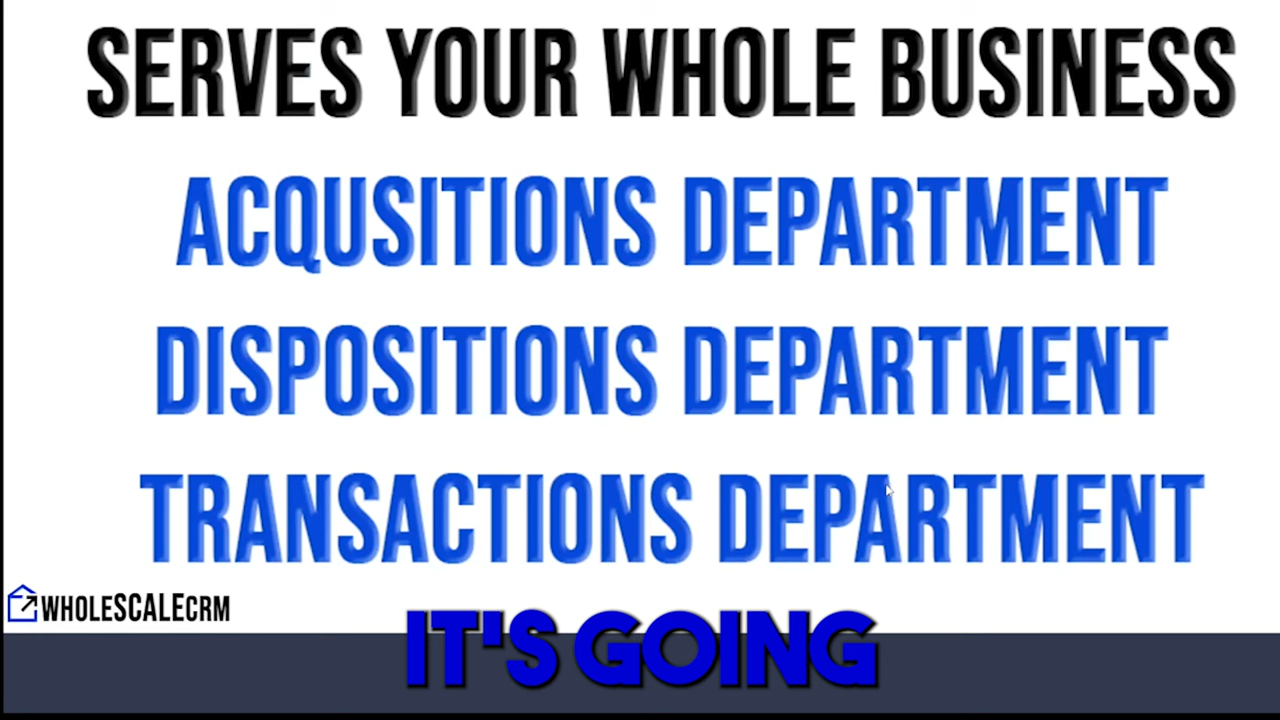 SERVES YOUR WHOLE BUSINESS
ACQUSITIONS DEPARTMENT
DISPOSITIONS DEPARTMENT
TRANSACTIONS DEPARTMENT
WHOLESCALECRM
IT'S GOING